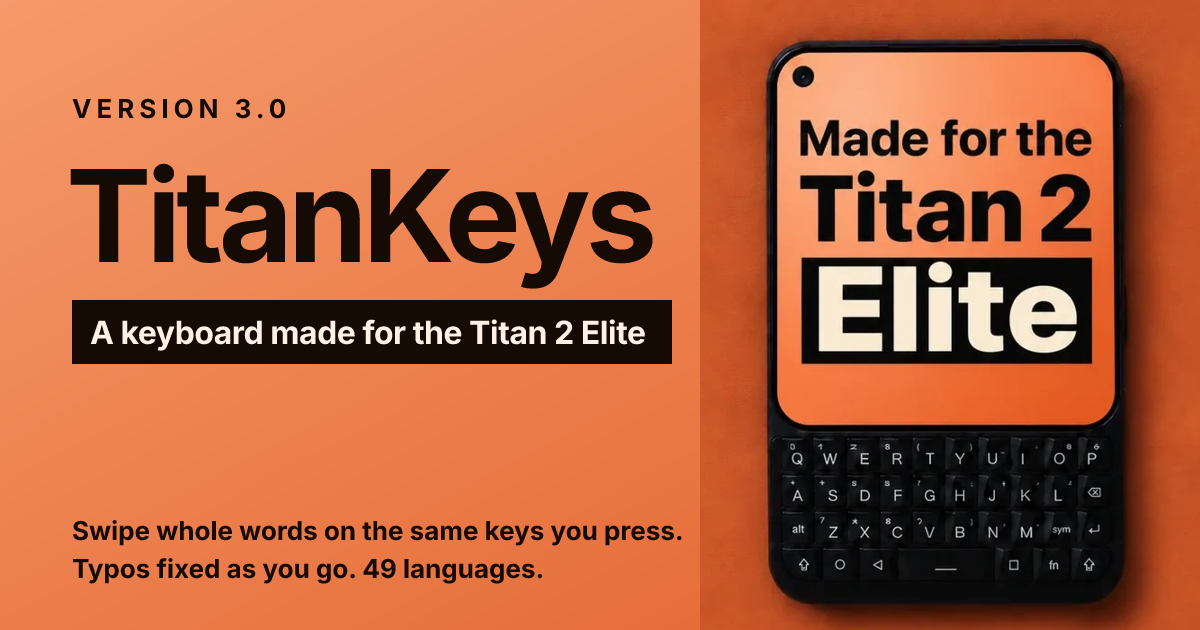 VERSION 3.0
TitanKeys
A keyboard made for the Titan 2 Elite
Swipe whole words on the same keys you press.
Typos fixed as you go. 49 languages.
Made for the
Titan 2
Elite
Q W E R T Y U I O P
A S D F G H J K L
alt Z X C V B N M sym
fn